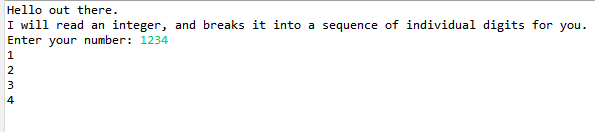 Hello out there.
I will read an integer, and breaks it into a sequence of individual digits for you.
Enter your number: 1234
1
2
3
4